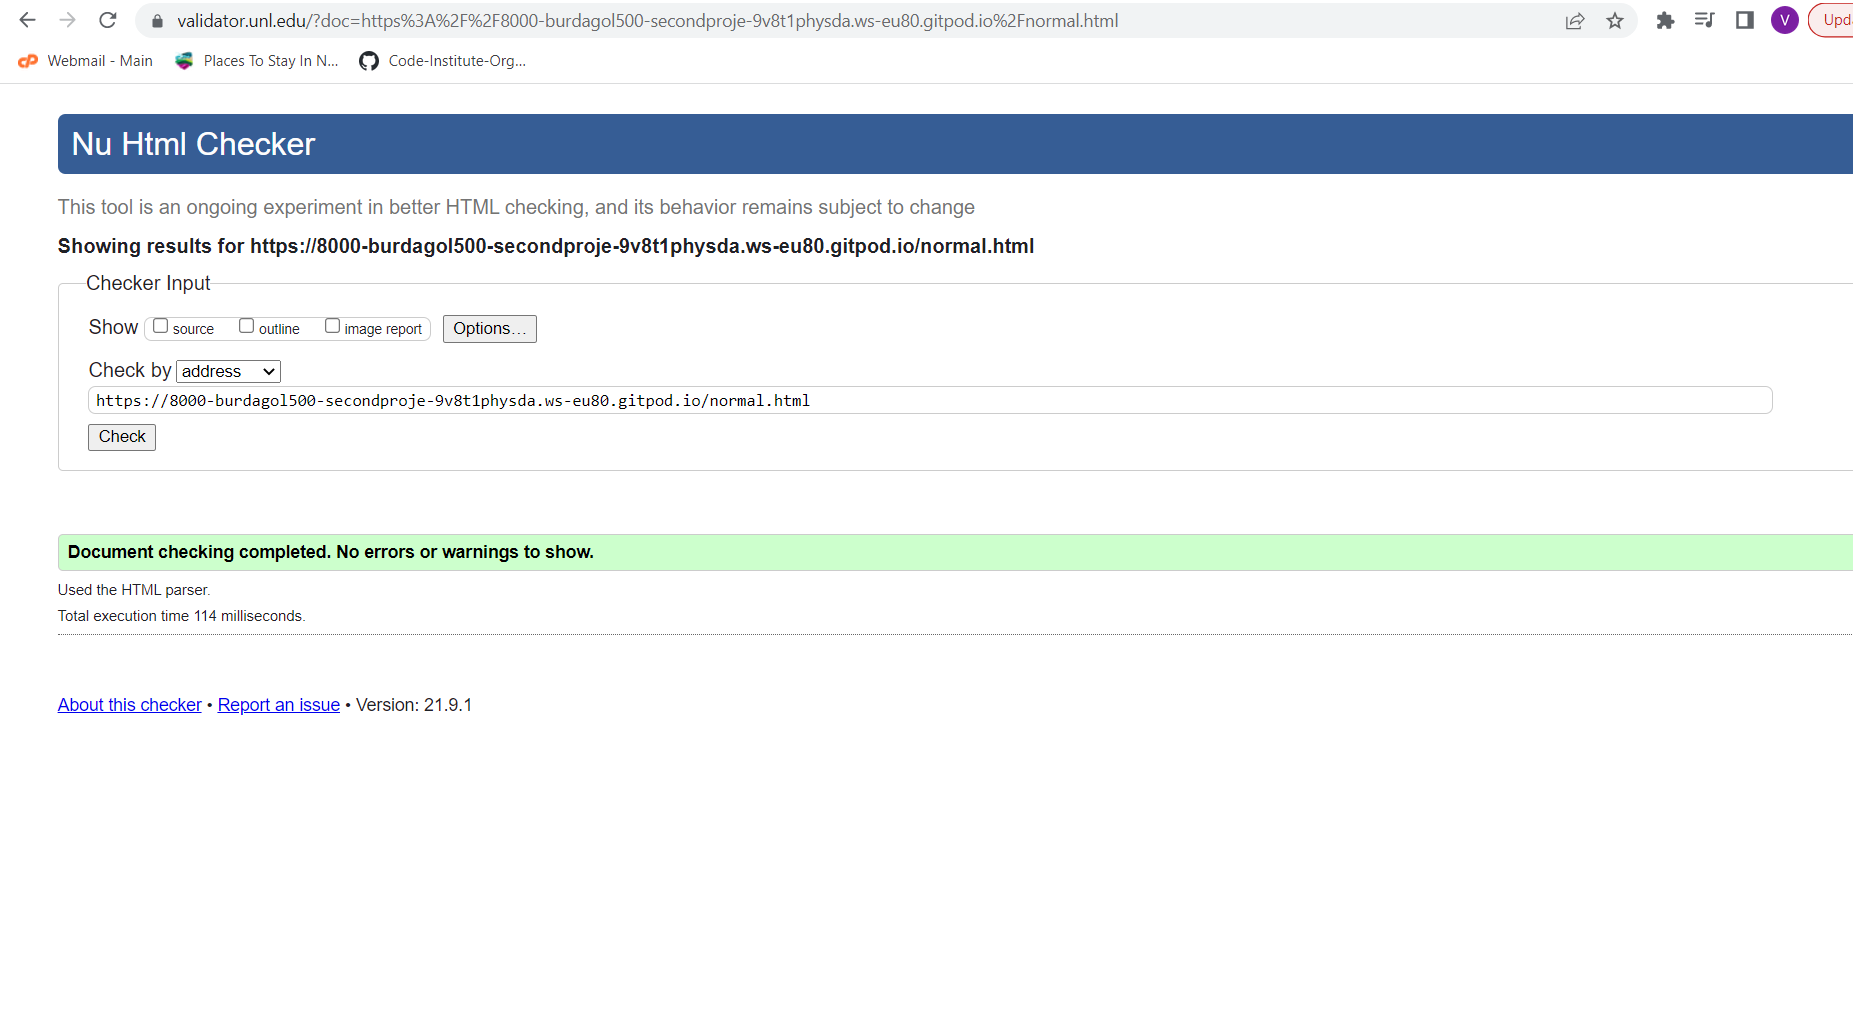 validator.unl.edu/?doc=https%3A%2F%2F8000-burdagol500-secondproje-9v8t1physda.ws-eu80.gitpod.io%2Fnormal.html
V
Upda
Webmail - Main
Places To Stay In N...
Code-Institute-Org...
Nu Html Checker
This tool is an ongoing experiment in better HTML checking, and its behavior remains subject to change
Showing results for https://8000-burdagol500-secondproje-9v8t1physda.ws-eu80.gitpod.io/normal.html
Checker Input
Show source outline image report Options...
Check by address
https://8000-burdagol500-secondproje-9v8t1physda.ws-eu80.gitpod.io/normal.html
Check
Document checking completed. No errors or warnings to show.
Used the HTML parser.
Total execution time 114 milliseconds.
About this checker • Report an issue • Version: 21.9.1